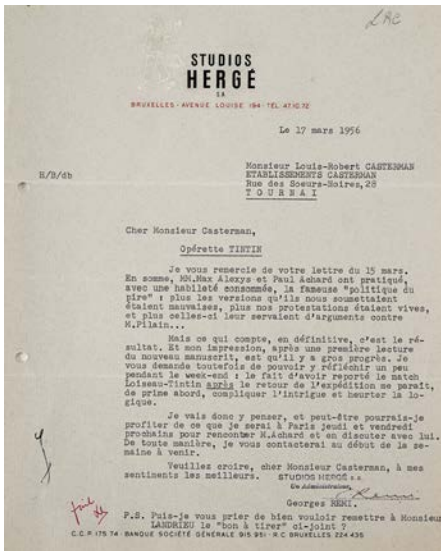 LRC
STUDIOS
HERGÉ
SA
BRUXELLES - AVENUE LOUISE 194 - TÉL. 47.10.72
Le 17 mars 1956
Monsieur Louis-Robert CASTERMAN
H/B/db
ETABLISSEMENTS CASTERMAN
Rue des Soeurs-Noires,28
T O U R N A I
Cher Monsieur Casterman,
Opérette TINTIN
Je vous remercie de votre lettre du 15 mars.
En somme, MM.Max Alexys et Paul Achard ont pratiqué,
avec une habileté consommée, la fameuse "politique du
pire" : plus les versions qu'ils nous soumettaient
étaient mauvaises, plus nos protestations étaient vives,
et plus celles-ci leur servaient d'arguments contre
M.Pilain...
Mais ce qui compte, en définitive, c'est le ré-
sultat. Et mon impression, après une première lecture
du nouveau manuscrit, est qu'il y a gros progrès. Je
vous demande toutefois de pouvoir y réfléchir un peu
pendant le week-end : le fait d'avoir reporté le match
Loiseau-Tintin après le retour de l'expédition me paraît,
de prime abord, compliquer l'intrigue et heurter la lo-
gique.
Je vais donc y penser, et peut-être pourrais-je
profiter de ce que je serai à Paris jeudi et vendredi
prochains pour rencontrer M.Achard et en discuter avec lui.
De toute manière, je vous contacterai au début de la se-
maine à venir.
Veuillez croire, cher Monsieur Casterman, à mes
sentiments les meilleurs.
STUDIOS HERGÉ S.A.
Un Administrateur,
Georges REMI.
P.S. Puis-je vous prier de bien vouloir remettre à Monsieur
LANDRIEU le "bon à tirer" ci-joint ?
C.C.P. 175 74 - BANQUE SOCIÉTÉ GÉNÉRALE 915 951 - R.C. BRUXELLES 224.435